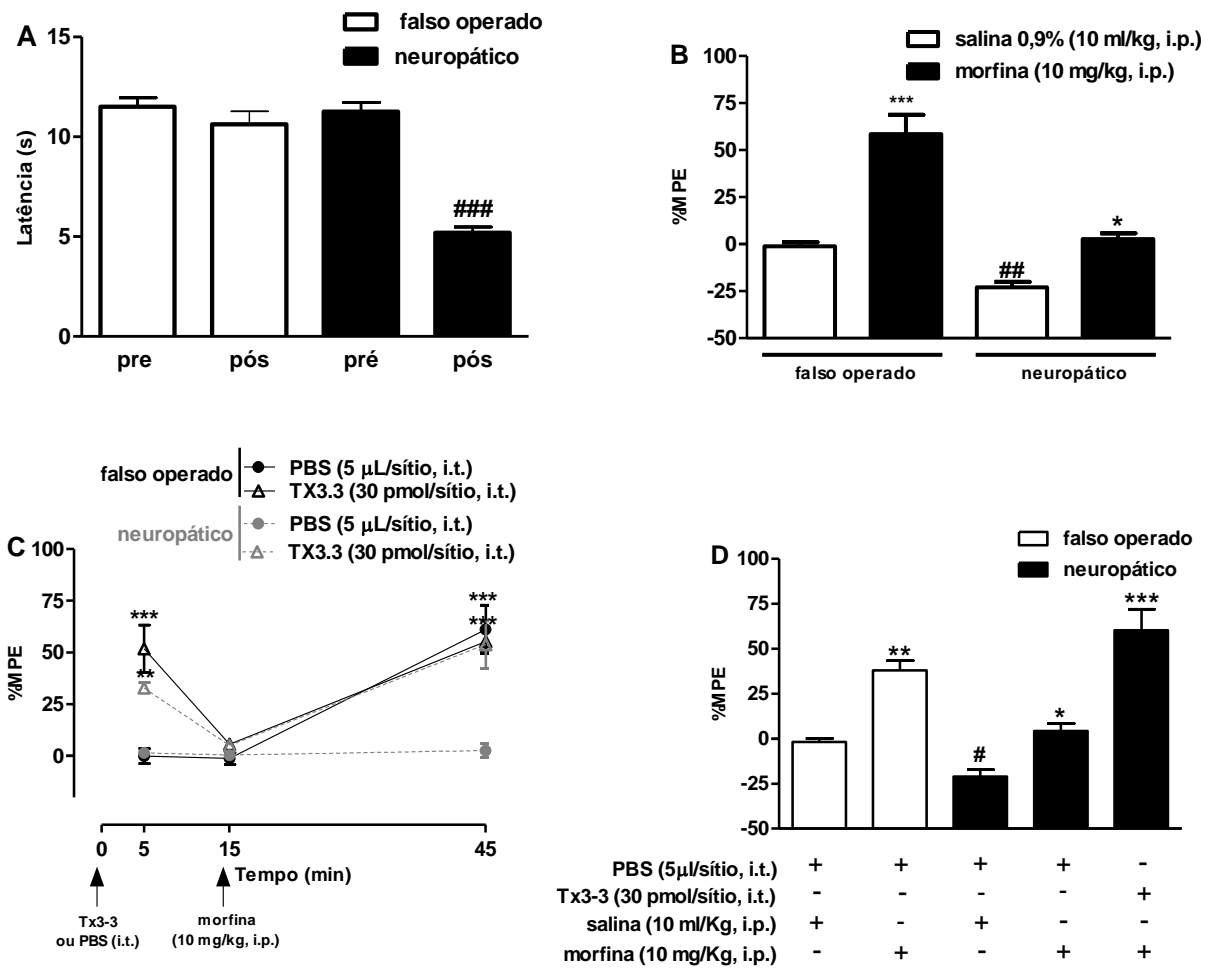 A
falso operado
neuropático
Latência (s)
15
10
5
0
###
pre
pós
pré
pós
B
salina 0,9% (10 ml/kg, i.p.)
morfina (10 mg/kg, i.p.)
%MPE
100
75
50
25
0
-25
-50
***
##
*
falso operado
neuropático
C
falso operado
PBS (5 µL/sítio, i.t.)
TX3.3 (30 pmol/sítio, i.t.)
neuropático
PBS (5 µL/sítio, i.t.)
TX3.3 (30 pmol/sítio, i.t.)
%MPE
100
75
50
25
0
***
**
***
***
0 5 15 45
Tempo (min)
Tx3-3
ou PBS (i.t.)
morfina
(10 mg/kg, i.p.)
D
falso operado
neuropático
%MPE
100
75
50
25
0
-25
-50
**
#
*
***
PBS (5µl/sítio, i.t.) + + + + -
Tx3-3 (30 pmol/sítio, i.t.) - - - - +
salina (10 ml/Kg, i.p.) + - + - -
morfina (10 mg/Kg, i.p.) - + - + +